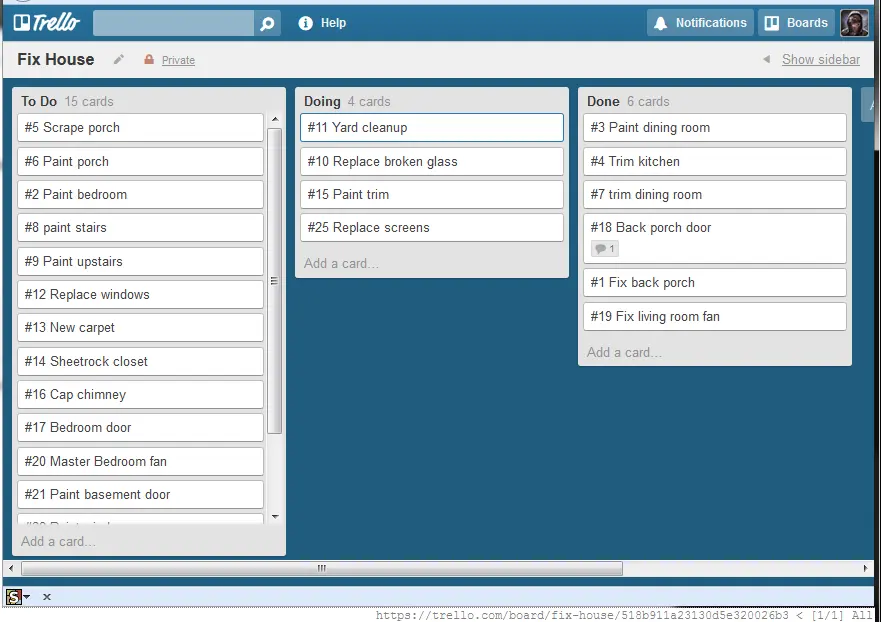 Trello
Help
Notifications
Boards
Fix House
Private
Show sidebar
To Do 15 cards
#5 Scrape porch
#6 Paint porch
#2 Paint bedroom
#8 paint stairs
#9 Paint upstairs
#12 Replace windows
#13 New carpet
#14 Sheetrock closet
#16 Cap chimney
#17 Bedroom door
#20 Master Bedroom fan
#21 Paint basement door
Add a card...
Doing 4 cards
#11 Yard cleanup
#10 Replace broken glass
#15 Paint trim
#25 Replace screens
Add a card...
Done 6 cards
#3 Paint dining room
#4 Trim kitchen
#7 trim dining room
#18 Back porch door
1
#1 Fix back porch
#19 Fix living room fan
Add a card...
https://trello.com/board/fix-house/518b911a23130d5e320026b3 < [1/1] All